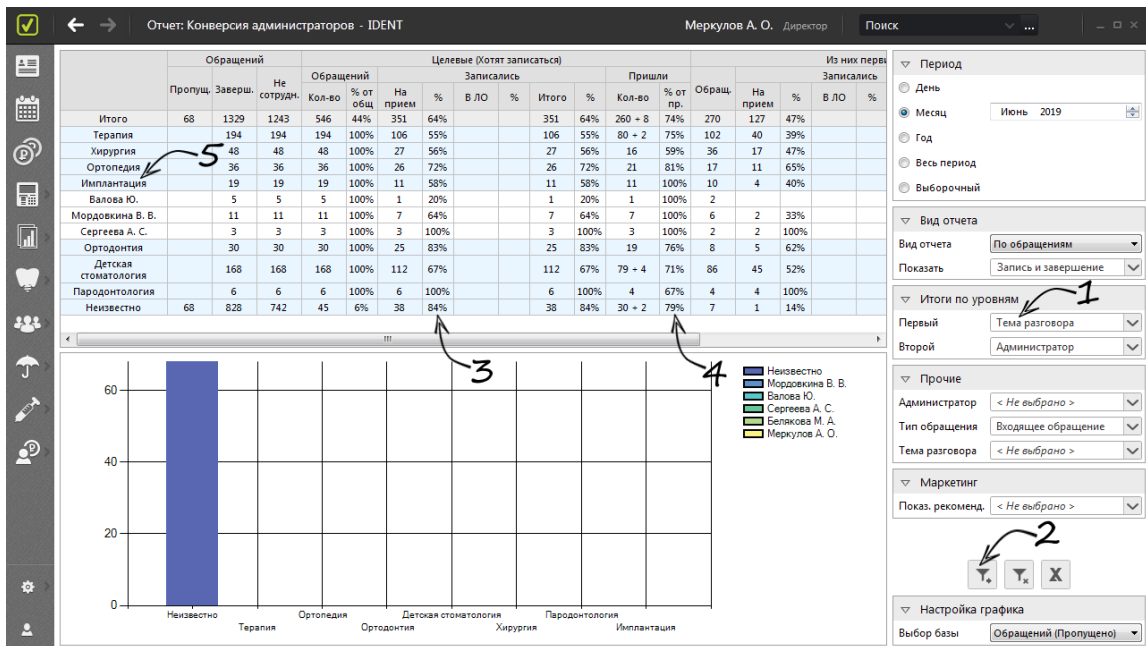 Отчет: Конверсия администраторов - IDENT
Меркулов А. О. Директор
Поиск
...
Обращений Целевые (Хотят записаться) Из них перви
Пропущ. Заверш. Не сотрудн. Обращений Записались Пришли Обращ. Записались
Кол-во % от общ На прием % В ЛО % Итого % Кол-во % от пр. На прием % В ЛО %
Итого 68 1329 1243 546 44% 351 64% 351 64% 260 + 8 74% 270 127 47%
Терапия 194 194 194 100% 106 55% 106 55% 80 + 2 75% 102 40 39%
Хирургия 48 48 48 100% 27 56% 27 56% 16 59% 36 17 47%
Ортопедия 36 36 36 100% 26 72% 26 72% 21 81% 17 11 65%
Имплантация 19 19 19 100% 11 58% 11 58% 11 100% 10 4 40%
Валова Ю. 5 5 5 100% 1 20% 1 20% 1 100% 2
Мордовкина В. В. 11 11 11 100% 7 64% 7 64% 7 100% 6 2 33%
Сергеева А. С. 3 3 3 100% 3 100% 3 100% 3 100% 2 2 100%
Ортодонтия 30 30 30 100% 25 83% 25 83% 19 76% 8 5 62%
Детская стоматология 168 168 168 100% 112 67% 112 67% 79 + 4 71% 86 45 52%
Пародонтология 6 6 6 100% 6 100% 6 100% 4 67% 4 4 100%
Неизвестно 68 828 742 45 6% 38 84% 38 84% 30 + 2 79% 7 1 14%
5
3
4
60
40
20
0
Неизвестно Ортопедия Детская стоматология Пародонтология
Терапия Ортодонтия Хирургия Имплантация
Неизвестно
Мордовкина В. В.
Валова Ю.
Сергеева А. С.
Белякова М. А.
Меркулов А. О.
Период
День
Месяц Июнь 2019
Год
Весь период
Выборочный
Вид отчета
Вид отчета По обращениям
Показать Запись и завершение
Итоги по уровням
1
Первый Тема разговора
Второй Администратор
Прочие
Администратор < Не выбрано >
Тип обращения Входящее обращение
Тема разговора < Не выбрано >
Маркетинг
Показ. рекоменд. < Не выбрано >
2
X
Настройка графика
Выбор базы Обращений (Пропущено)